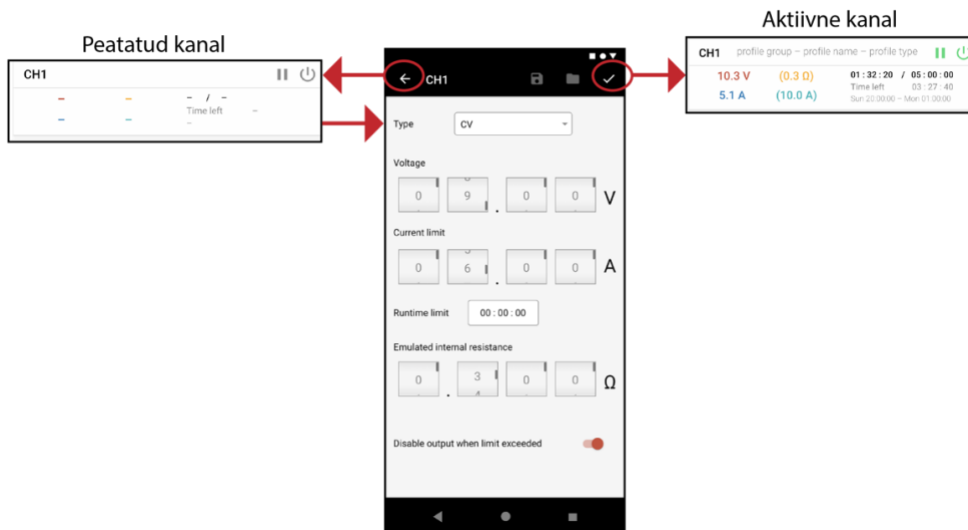 Peatatud kanal
CH1
– – – / –
Time left –
– – –
CH1
Type CV
Voltage
0 9 . 0 0 V
Current limit
0 6 . 0 0 A
Runtime limit 00 : 00 : 00
Emulated internal resistance
0 . 3 0 0 Ω
Disable output when limit exceeded
Aktiivne kanal
CH1 profile group – profile name – profile type
10.3 V (0.3 Ω) 01 : 32 : 20 / 05 : 00 : 00
5.1 A (10.0 A) Time left 03 : 27 : 40
Sun 20:00:00 – Mon 01:00:00